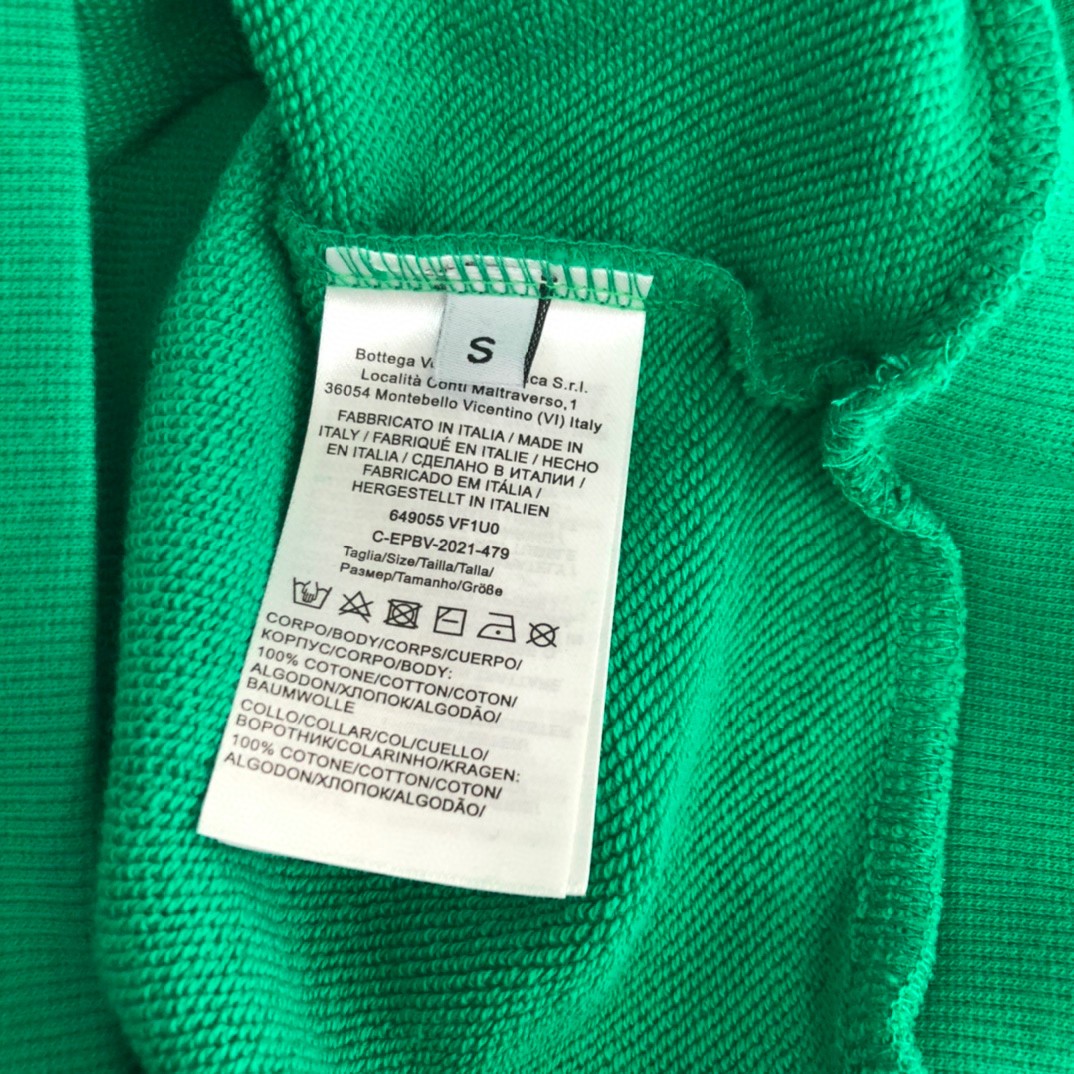 S
Bottega
S.r.l.
Località Conti Maltraverso,1
36054 Montebello Vicentino (VI) Italy
FABBRICATO IN ITALIA / MADE IN
ITALY / FABRIQUÉ EN ITALIE / HECHO
EN ITALIA / СДЕЛАНО В ИТАЛИИ /
FABRICADO EM ITÁLIA /
HERGESTELLT IN ITALIEN
649055 VF1U0
C-EPBV-2021-479
Taglia/Size/Tailla/Talla/
Размер/Tamanho/Größe
CORPO/BODY/CORPS/CUERPO/
КОРПУС/CORPO/BODY:
100% COTONE/COTTON/COTON/
ALGODON/ХЛОПОК/ALGODÃO/
BAUMWOLLE
COLLO/COLLAR/COL/CUELLO/
ВОРОТНИК/COLARINHO/KRAGEN:
100% COTONE/COTTON/COTON/
ALGODON/ХЛОПОК/ALGODÃO/